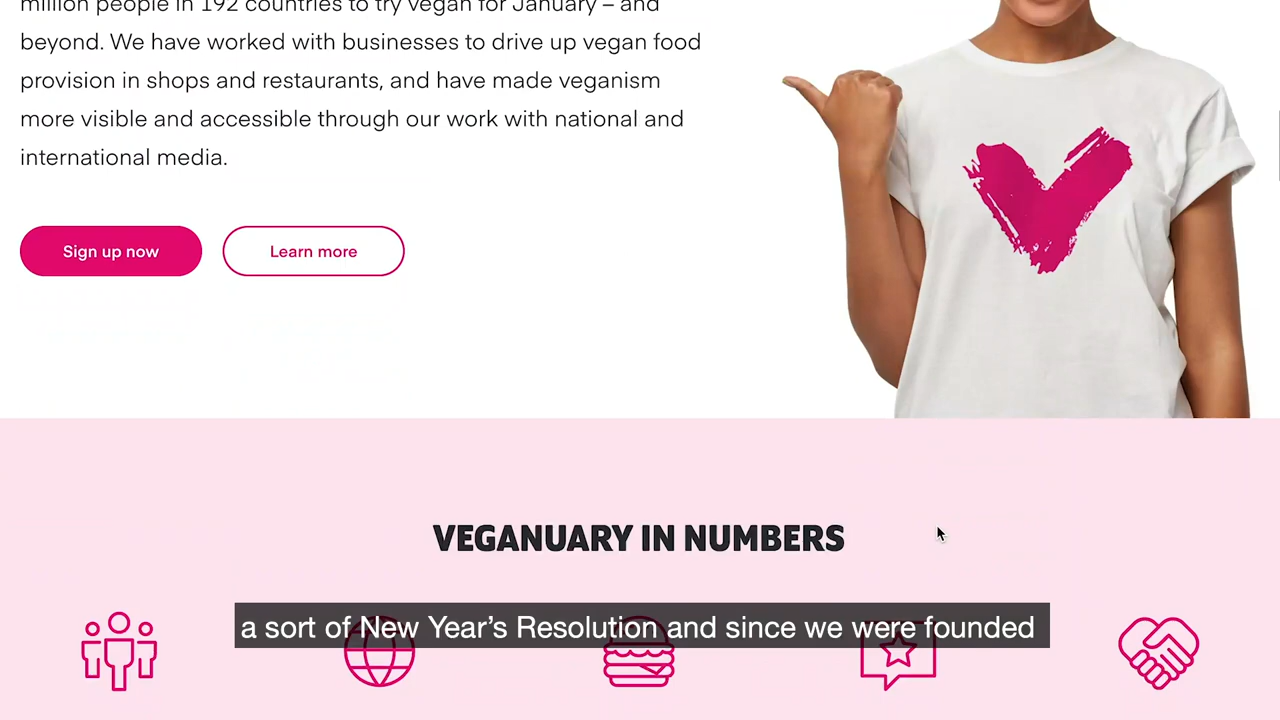 million people in 192 countries to try vegan for January – and
beyond. We have worked with businesses to drive up vegan food
provision in shops and restaurants, and have made veganism
more visible and accessible through our work with national and
international media.
Sign up now
Learn more
VEGANUARY IN NUMBERS
a sort of New Year’s Resolution and since we were founded